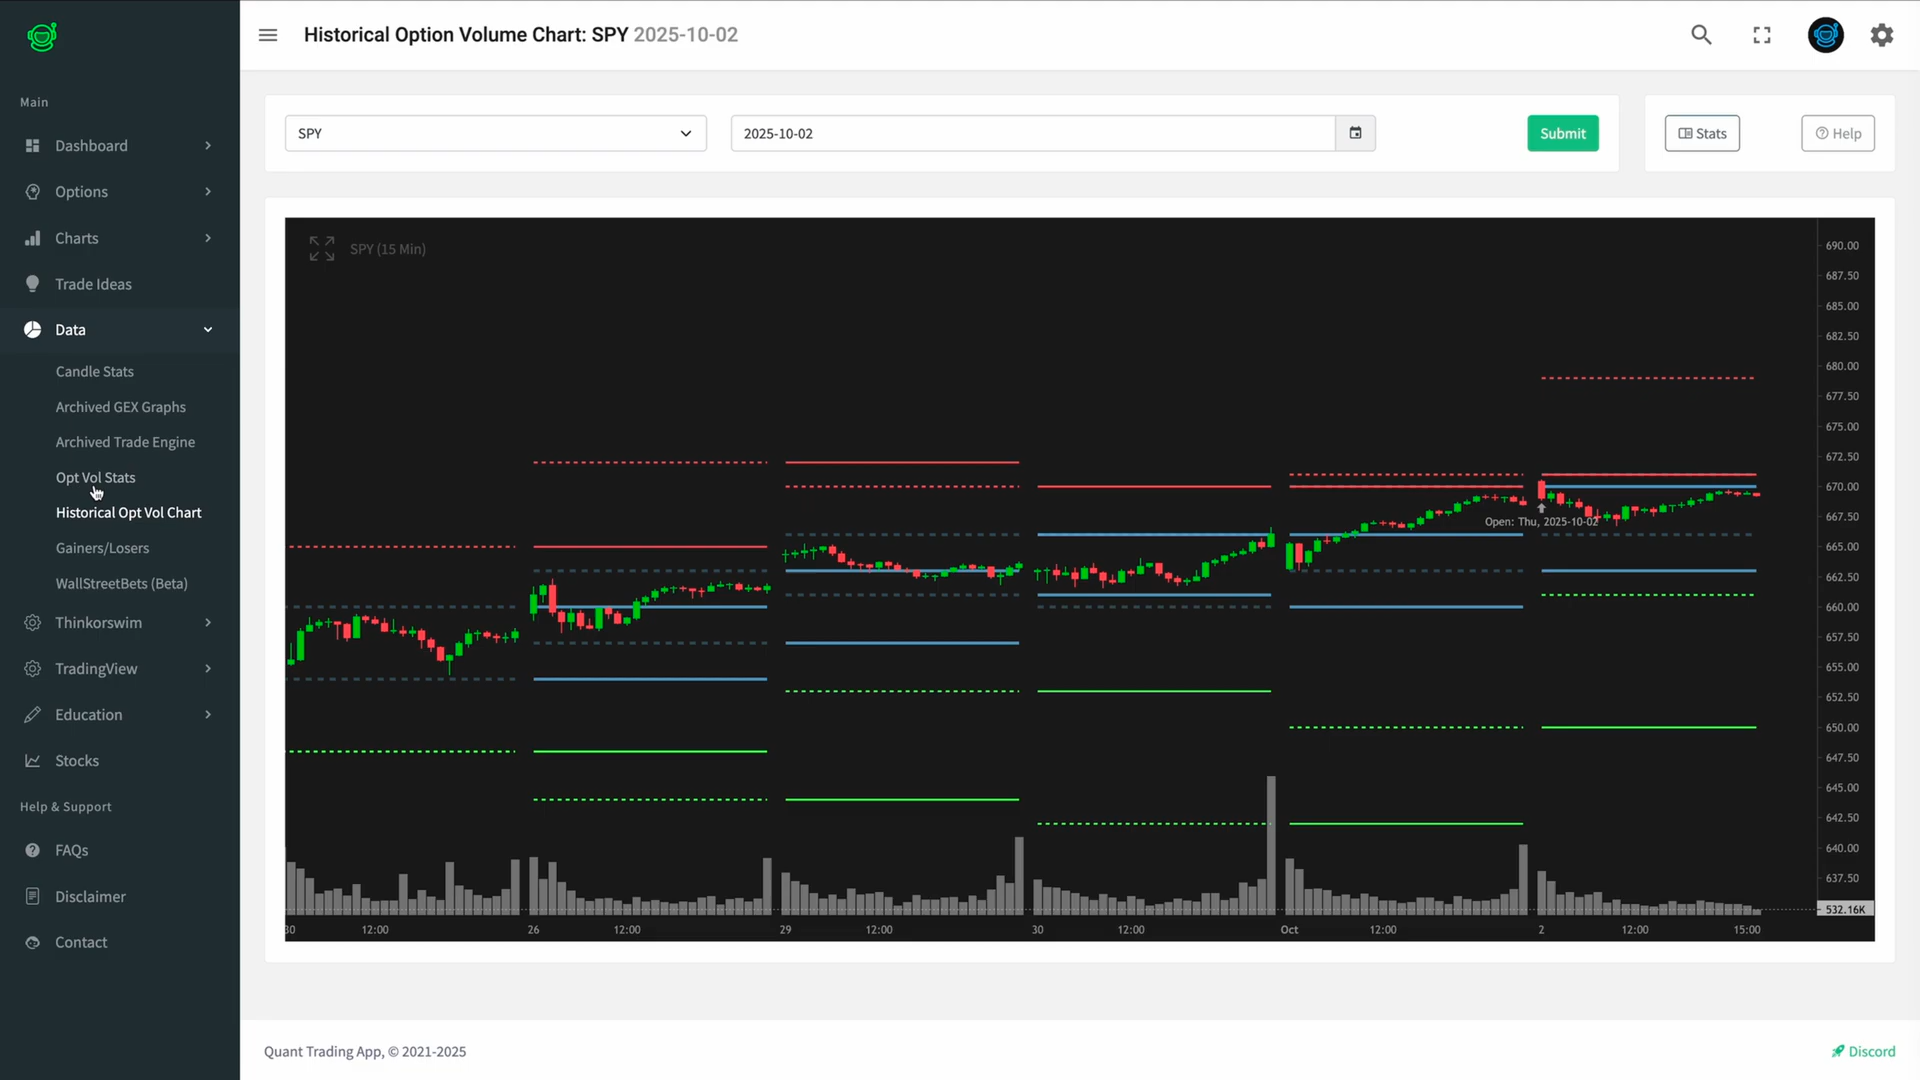 Historical Option Volume Chart: SPY 2025-10-02
Main
Dashboard
Options
Charts
Trade Ideas
Data
Candle Stats
Archived GEX Graphs
Archived Trade Engine
Opt Vol Stats
Historical Opt Vol Chart
Gainers/Losers
WallStreetBets (Beta)
Thinkorswim
TradingView
Education
Stocks
Help & Support
FAQs
Disclaimer
Contact
SPY
2025-10-02
Submit
Stats
Help
SPY (15 Min)
690.00
687.50
685.00
682.50
680.00
677.50
675.00
672.50
670.00
667.50
665.00
662.50
660.00
657.50
655.00
652.50
650.00
647.50
645.00
642.50
640.00
637.50
532.16K
Open: Thu, 2025-10-02
30 12:00 26 12:00 29 12:00 30 12:00 Oct 12:00 2 12:00 15:00
Quant Trading App, © 2021-2025
Discord